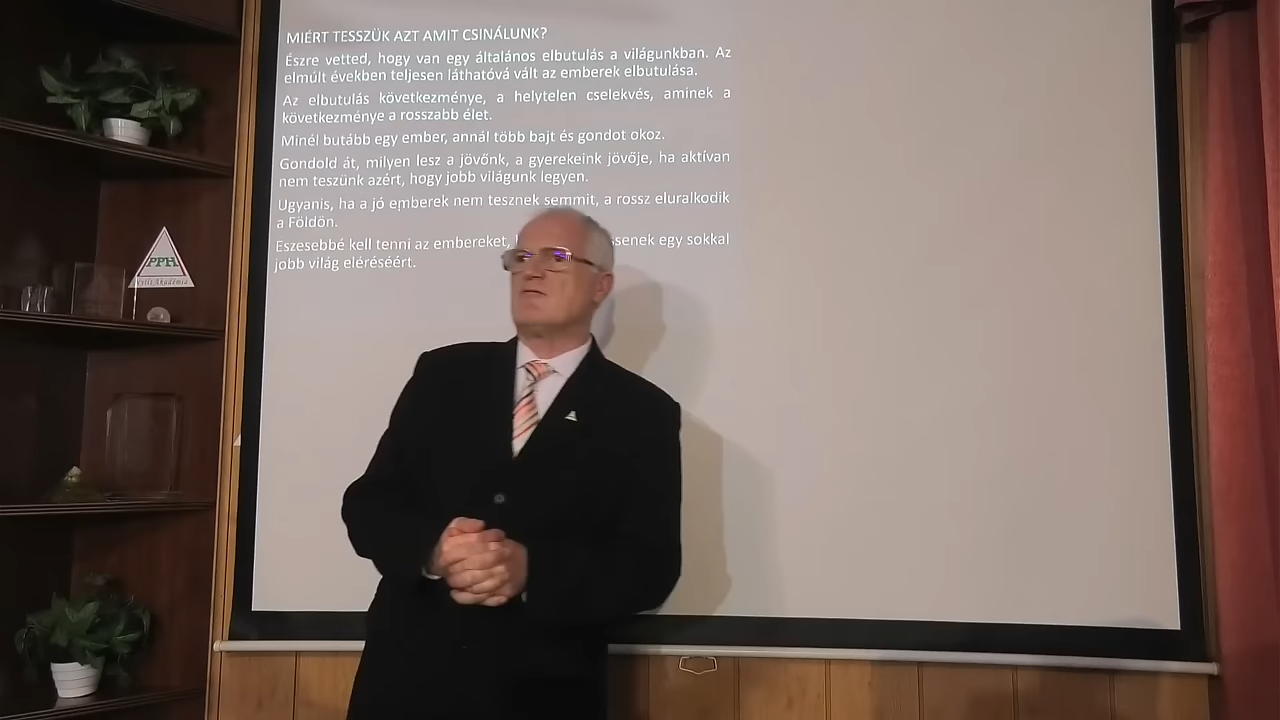 MIÉRT TESSZÜK AZT AMIT CSINÁLUNK?
Észre vetted, hogy van egy általános elbutulás a világunkban. Az
elmúlt években teljesen láthatóvá vált az emberek elbutulása.
Az elbutulás következménye, a helytelen cselekvés, aminek a
következménye a rosszabb élet.
Minél butább egy ember, annál több bajt és gondot okoz.
Gondold át, milyen lesz a jövőnk, a gyerekeink jövője, ha aktívan
nem teszünk azért, hogy jobb világunk legyen.
Ugyanis, ha a jó emberek nem tesznek semmit, a rossz eluralkodik
a Földön.
Eszesebbé kell tenni az embereket, egy sokkal
jobb világ eléréséért.
PPH
Nyílt Akadémia